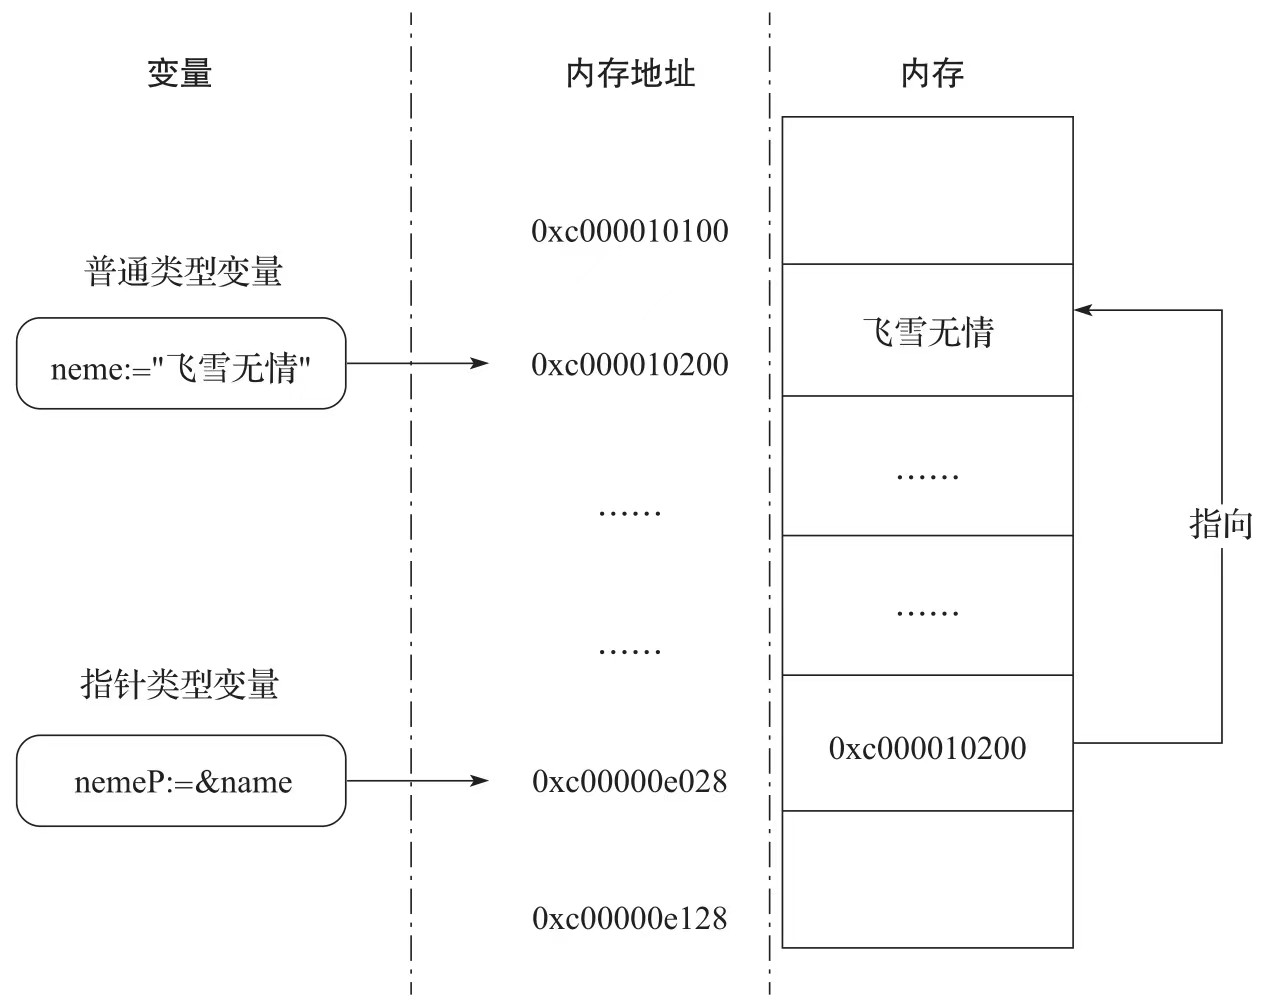 变量
内存地址
内存
0xc000010100
普通类型变量
neme:="飞雪无情"
0xc000010200
飞雪无情
……
……
指向
……
……
指针类型变量
nemeP:=&name
0xc00000e028
0xc000010200
0xc00000e128